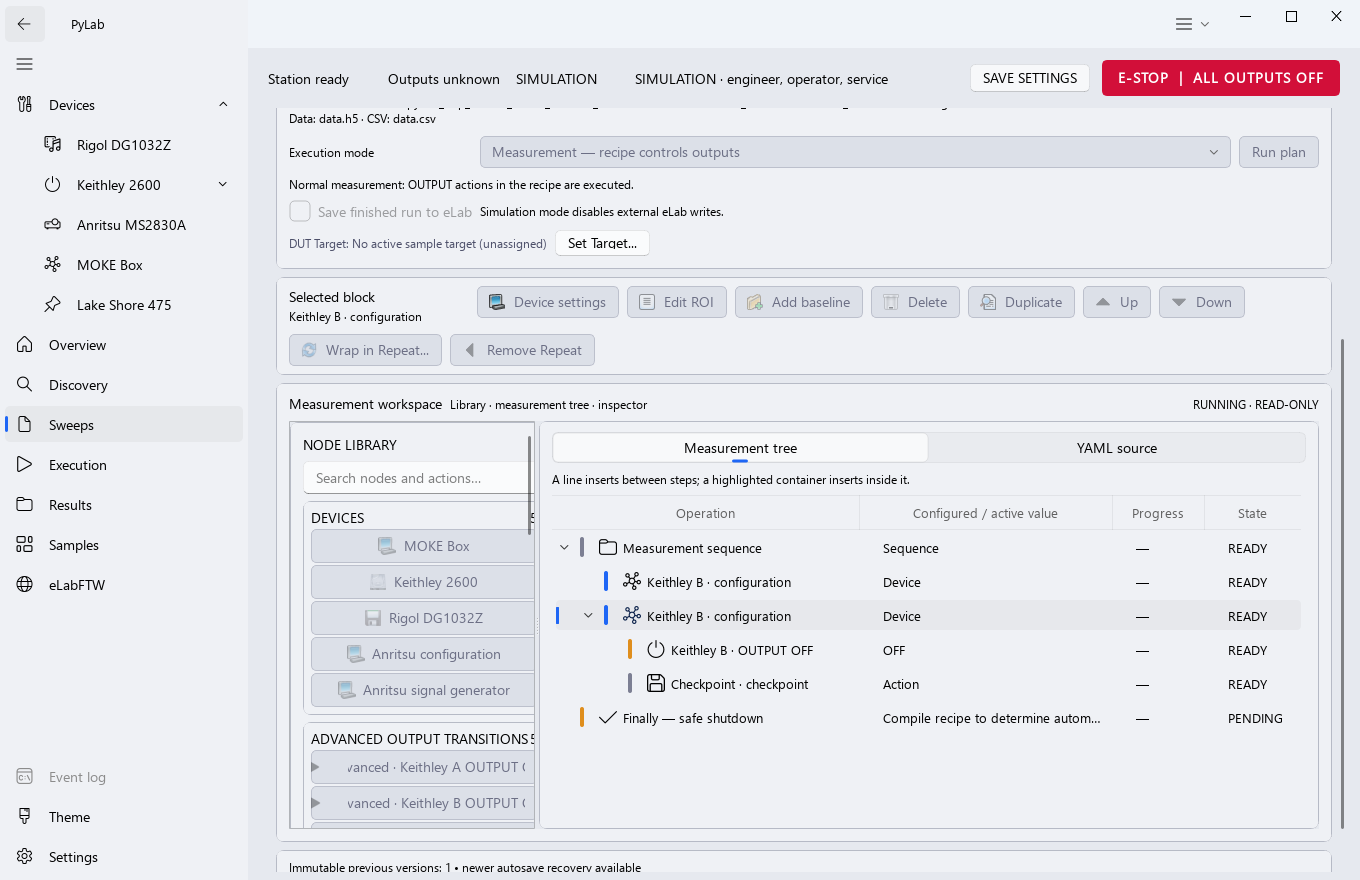 PyLab
Devices
Rigol DG1032Z
Keithley 2600
Anritsu MS2830A
MOKE Box
Lake Shore 475
Overview
Discovery
Sweeps
Execution
Results
Samples
eLabFTW
Event log
Theme
Settings
Station ready
Outputs unknown
SIMULATION
SIMULATION · engineer, operator, service
SAVE SETTINGS
E-STOP | ALL OUTPUTS OFF
Data: data.h5 · CSV: data.csv
Execution mode
Measurement — recipe controls outputs
Run plan
Normal measurement: OUTPUT actions in the recipe are executed.
Save finished run to eLab
Simulation mode disables external eLab writes.
DUT Target: No active sample target (unassigned)
Set Target...
Selected block
Keithley B · configuration
Device settings
Edit ROI
Add baseline
Delete
Duplicate
Up
Down
Wrap in Repeat...
Remove Repeat
Measurement workspace
Library · measurement tree · inspector
RUNNING · READ-ONLY
NODE LIBRARY
Search nodes and actions...
DEVICES
MOKE Box
Keithley 2600
Rigol DG1032Z
Anritsu configuration
Anritsu signal generator
ADVANCED OUTPUT TRANSITIONS
vanced · Keithley A OUTPUT
vanced · Keithley B OUTPUT
Measurement tree
YAML source
A line inserts between steps; a highlighted container inserts inside it.
Operation
Configured / active value
Progress
State
Measurement sequence
Sequence
—
READY
Keithley B · configuration
Device
—
READY
Keithley B · configuration
Device
—
READY
Keithley B · OUTPUT OFF
OFF
—
READY
Checkpoint · checkpoint
Action
—
READY
Finally — safe shutdown
Compile recipe to determine autom...
—
PENDING
Immutable previous versions: 1 • newer autosave recovery available